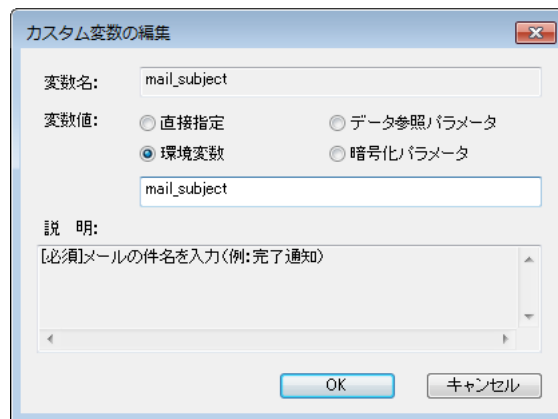 カスタム変数の編集
変数名: mail_subject
変数値: 直接指定 データ参照パラメータ
環境変数 暗号化パラメータ
mail_subject
説 明:
[必須]メールの件名を入力(例:完了通知)
OK キャンセル